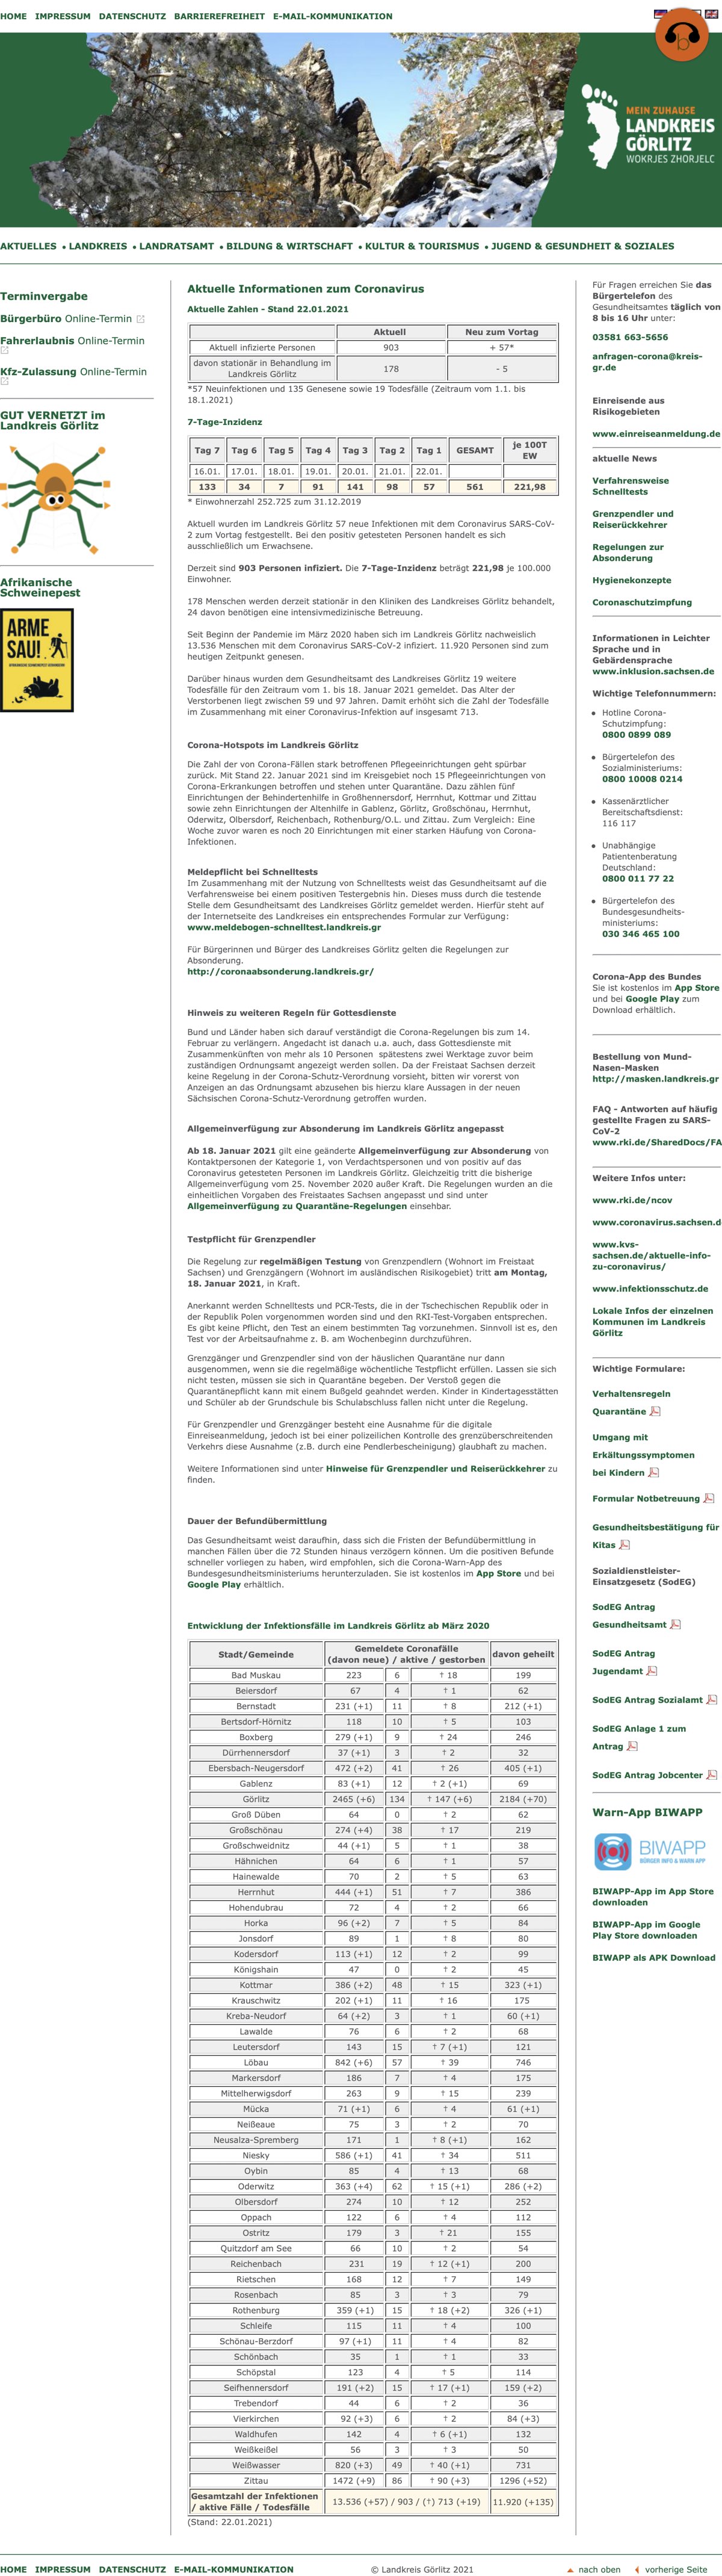 HOME IMPRESSUM DATENSCHUTZ BARRIEREFREIHEIT E-MAIL-KOMMUNIKATION
MEIN ZUHAUSE
LANDKREIS
GÖRLITZ
WOKRJES ZHORJELC
AKTUELLES • LANDKREIS • LANDRATSAMT • BILDUNG & WIRTSCHAFT • KULTUR & TOURISMUS • JUGEND & GESUNDHEIT & SOZIALES
Terminvergabe
Bürgerbüro Online-Termin
Fahrerlaubnis Online-Termin
Kfz-Zulassung Online-Termin
GUT VERNETZT im
Landkreis Görlitz
Afrikanische
Schweinepest
ARME
SAU!
Aktuelle Informationen zum Coronavirus
Aktuelle Zahlen - Stand 22.01.2021
Aktuell Neu zum Vortag
Aktuell infizierte Personen 903 + 57*
davon stationär in Behandlung im
Landkreis Görlitz 178 - 5
*57 Neuinfektionen und 135 Genesene sowie 19 Todesfälle (Zeitraum vom 1.1. bis
18.1.2021)
7-Tage-Inzidenz
Tag 7 Tag 6 Tag 5 Tag 4 Tag 3 Tag 2 Tag 1 GESAMT je 100T
EW
16.01. 17.01. 18.01. 19.01. 20.01. 21.01. 22.01.
133 34 7 91 141 98 57 561 221,98
* Einwohnerzahl 252.725 zum 31.12.2019
Aktuell wurden im Landkreis Görlitz 57 neue Infektionen mit dem Coronavirus SARS-CoV-
2 zum Vortag festgestellt. Bei den positiv getesteten Personen handelt es sich
ausschließlich um Erwachsene.
Derzeit sind 903 Personen infiziert. Die 7-Tage-Inzidenz beträgt 221,98 je 100.000
Einwohner.
178 Menschen werden derzeit stationär in den Kliniken des Landkreises Görlitz behandelt,
24 davon benötigen eine intensivmedizinische Betreuung.
Seit Beginn der Pandemie im März 2020 haben sich im Landkreis Görlitz nachweislich
13.536 Menschen mit dem Coronavirus SARS-CoV-2 infiziert. 11.920 Personen sind zum
heutigen Zeitpunkt genesen.
Darüber hinaus wurden dem Gesundheitsamt des Landkreises Görlitz 19 weitere
Todesfälle für den Zeitraum vom 1. bis 18. Januar 2021 gemeldet. Das Alter der
Verstorbenen liegt zwischen 59 und 97 Jahren. Damit erhöht sich die Zahl der Todesfälle
im Zusammenhang mit einer Coronavirus-Infektion auf insgesamt 713.
Corona-Hotspots im Landkreis Görlitz
Die Zahl der von Corona-Fällen stark betroffenen Pflegeeinrichtungen geht spürbar
zurück. Mit Stand 22. Januar 2021 sind im Kreisgebiet noch 15 Pflegeeinrichtungen von
Corona-Erkrankungen betroffen und stehen unter Quarantäne. Dazu zählen fünf
Einrichtungen der Behindertenhilfe in Großhennersdorf, Herrnhut, Kottmar und Zittau
sowie zehn Einrichtungen der Altenhilfe in Gablenz, Görlitz, Großschönau, Herrnhut,
Oderwitz, Olbersdorf, Reichenbach, Rothenburg/O.L. und Zittau. Zum Vergleich: Eine
Woche zuvor waren es noch 20 Einrichtungen mit einer starken Häufung von Corona-
Infektionen.
Meldepflicht bei Schnelltests
Im Zusammenhang mit der Nutzung von Schnelltests weist das Gesundheitsamt auf die
Verfahrensweise bei einem positiven Testergebnis hin. Dieses muss durch die testende
Stelle dem Gesundheitsamt des Landkreises Görlitz gemeldet werden. Hierfür steht auf
der Internetseite des Landkreises ein entsprechendes Formular zur Verfügung:
www.meldebogen-schnelltest.landkreis.gr
Für Bürgerinnen und Bürger des Landkreises Görlitz gelten die Regelungen zur
Absonderung.
http://coronaabsonderung.landkreis.gr/
Hinweis zu weiteren Regeln für Gottesdienste
Bund und Länder haben sich darauf verständigt die Corona-Regelungen bis zum 14.
Februar zu verlängern. Angedacht ist danach u.a. auch, dass Gottesdienste mit
Zusammenkünften von mehr als 10 Personen spätestens zwei Werktage zuvor beim
zuständigen Ordnungsamt angezeigt werden sollen. Da der Freistaat Sachsen derzeit
keine Regelung in der Corona-Schutz-Verordnung vorsieht, bitten wir vorerst von
Anzeigen an das Ordnungsamt abzusehen bis hierzu klare Aussagen in der neuen
Sächsischen Corona-Schutz-Verordnung getroffen wurden.
Allgemeinverfügung zur Absonderung im Landkreis Görlitz angepasst
Ab 18. Januar 2021 gilt eine geänderte Allgemeinverfügung zur Absonderung von
Kontaktpersonen der Kategorie 1, von Verdachtspersonen und von positiv auf das
Coronavirus getesteten Personen im Landkreis Görlitz. Gleichzeitig tritt die bisherige
Allgemeinverfügung vom 25. November 2020 außer Kraft. Die Regelungen wurden an die
einheitlichen Vorgaben des Freistaates Sachsen angepasst und sind unter
Allgemeinverfügung zu Quarantäne-Regelungen einsehbar.
Testpflicht für Grenzpendler
Die Regelung zur regelmäßigen Testung von Grenzpendlern (Wohnort im Freistaat
Sachsen) und Grenzgängern (Wohnort im ausländischen Risikogebiet) tritt am Montag,
18. Januar 2021, in Kraft.
Anerkannt werden Schnelltests und PCR-Tests, die in der Tschechischen Republik oder in
der Republik Polen vorgenommen worden sind und den RKI-Test-Vorgaben entsprechen.
Es gibt keine Pflicht, den Test an einem bestimmten Tag vorzunehmen. Sinnvoll ist es, den
Test vor der Arbeitsaufnahme z. B. am Wochenbeginn durchzuführen.
Grenzgänger und Grenzpendler sind von der häuslichen Quarantäne nur dann
ausgenommen, wenn sie die regelmäßige wöchentliche Testpflicht erfüllen. Lassen sie sich
nicht testen, müssen sie sich in Quarantäne begeben. Der Verstoß gegen die
Quarantänepflicht kann mit einem Bußgeld geahndet werden. Kinder in Kindertagesstätten
und Schüler ab der Grundschule bis Schulabschluss fallen nicht unter die Regelung.
Für Grenzpendler und Grenzgänger besteht eine Ausnahme für die digitale
Einreiseanmeldung, jedoch ist bei einer polizeilichen Kontrolle des grenzüberschreitenden
Verkehrs diese Ausnahme (z.B. durch eine Pendlerbescheinigung) glaubhaft zu machen.
Weitere Informationen sind unter Hinweise für Grenzpendler und Reiserückkehrer zu
finden.
Dauer der Befundübermittlung
Das Gesundheitsamt weist daraufhin, dass sich die Fristen der Befundübermittlung in
manchen Fällen über die 72 Stunden hinaus verzögern können. Um die positiven Befunde
schneller vorliegen zu haben, wird empfohlen, sich die Corona-Warn-App des
Bundesgesundheitsministeriums herunterzuladen. Sie ist kostenlos im App Store und bei
Google Play erhältlich.
Entwicklung der Infektionsfälle im Landkreis Görlitz ab März 2020
Stadt/Gemeinde Gemeldete Coronafälle
(davon neue) / aktive / gestorben davon geheilt
Bad Muskau 223 6 † 18 199
Beiersdorf 67 4 † 1 62
Bernstadt 231 (+1) 11 † 8 212 (+1)
Bertsdorf-Hörnitz 118 10 † 5 103
Boxberg 279 (+1) 9 † 24 246
Dürrhennersdorf 37 (+1) 3 † 2 32
Ebersbach-Neugersdorf 472 (+2) 41 † 26 405 (+1)
Gablenz 83 (+1) 12 † 2 (+1) 69
Görlitz 2465 (+6) 134 † 147 (+6) 2184 (+70)
Groß Düben 64 0 † 2 62
Großschönau 274 (+4) 38 † 17 219
Großschweidnitz 44 (+1) 5 † 1 38
Hähnichen 64 6 † 1 57
Hainewalde 70 2 † 5 63
Herrnhut 444 (+1) 51 † 7 386
Hohendubrau 72 4 † 2 66
Horka 96 (+2) 7 † 5 84
Jonsdorf 89 1 † 8 80
Kodersdorf 113 (+1) 12 † 2 99
Königshain 47 0 † 2 45
Kottmar 386 (+2) 48 † 15 323 (+1)
Krauschwitz 202 (+1) 11 † 16 175
Kreba-Neudorf 64 (+2) 3 † 1 60 (+1)
Lawalde 76 6 † 2 68
Leutersdorf 143 15 † 7 (+1) 121
Löbau 842 (+6) 57 † 39 746
Markersdorf 186 7 † 4 175
Mittelherwigsdorf 263 9 † 15 239
Mücka 71 (+1) 6 † 4 61 (+1)
Neißeaue 75 3 † 2 70
Neusalza-Spremberg 171 1 † 8 (+1) 162
Niesky 586 (+1) 41 † 34 511
Oybin 85 4 † 13 68
Oderwitz 363 (+4) 62 † 15 (+1) 286 (+2)
Olbersdorf 274 10 † 12 252
Oppach 122 6 † 4 112
Ostritz 179 3 † 21 155
Quitzdorf am See 66 10 † 2 54
Reichenbach 231 19 † 12 (+1) 200
Rietschen 168 12 † 7 149
Rosenbach 85 3 † 3 79
Rothenburg 359 (+1) 15 † 18 (+2) 326 (+1)
Schleife 115 11 † 4 100
Schönau-Berzdorf 97 (+1) 11 † 4 82
Schönbach 35 1 † 1 33
Schöpstal 123 4 † 5 114
Seifhennersdorf 191 (+2) 15 † 17 (+1) 159 (+2)
Trebendorf 44 6 † 2 36
Vierkirchen 92 (+3) 6 † 2 84 (+3)
Waldhufen 142 4 † 6 (+1) 132
Weißkeißel 56 3 † 3 50
Weißwasser 820 (+3) 49 † 40 (+1) 731
Zittau 1472 (+9) 86 † 90 (+3) 1296 (+52)
Gesamtzahl der Infektionen
/ aktive Fälle / Todesfälle 13.536 (+57) / 903 / (†) 713 (+19) 11.920 (+135)
(Stand: 22.01.2021)
Für Fragen erreichen Sie das
Bürgertelefon des
Gesundheitsamtes täglich von
8 bis 16 Uhr unter:
03581 663-5656
anfragen-corona@kreis-
gr.de
Einreisende aus
Risikogebieten
www.einreiseanmeldung.de
aktuelle News
Verfahrensweise
Schnelltests
Grenzpendler und
Reiserückkehrer
Regelungen zur
Absonderung
Hygienekonzepte
Coronaschutzimpfung
Informationen in Leichter
Sprache und in
Gebärdensprache
www.inklusion.sachsen.de
Wichtige Telefonnummern:
• Hotline Corona-
Schutzimpfung:
0800 0899 089
• Bürgertelefon des
Sozialministeriums:
0800 10008 0214
• Kassenärztlicher
Bereitschaftsdienst:
116 117
• Unabhängige
Patientenberatung
Deutschland:
0800 011 77 22
• Bürgertelefon des
Bundesgesundheits-
ministeriums:
030 346 465 100
Corona-App des Bundes
Sie ist kostenlos im App Store
und bei Google Play zum
Download erhältlich.
Bestellung von Mund-
Nasen-Masken
http://masken.landkreis.gr
FAQ - Antworten auf häufig
gestellte Fragen zu SARS-
CoV-2
www.rki.de/SharedDocs/FA
Weitere Infos unter:
www.rki.de/ncov
www.coronavirus.sachsen.d
www.kvs-
sachsen.de/aktuelle-info-
zu-coronavirus/
www.infektionsschutz.de
Lokale Infos der einzelnen
Kommunen im Landkreis
Görlitz
Wichtige Formulare:
Verhaltensregeln
Quarantäne
Umgang mit
Erkältungssymptomen
bei Kindern
Formular Notbetreuung
Gesundheitsbestätigung für
Kitas
Sozialdienstleister-
Einsatzgesetz (SodEG)
SodEG Antrag
Gesundheitsamt
SodEG Antrag
Jugendamt
SodEG Antrag Sozialamt
SodEG Anlage 1 zum
Antrag
SodEG Antrag Jobcenter
Warn-App BIWAPP
BIWAPP
BÜRGER INFO & WARN APP
BIWAPP-App im App Store
downloaden
BIWAPP-App im Google
Play Store downloaden
BIWAPP als APK Download
HOME IMPRESSUM DATENSCHUTZ E-MAIL-KOMMUNIKATION © Landkreis Görlitz 2021 nach oben vorherige Seite